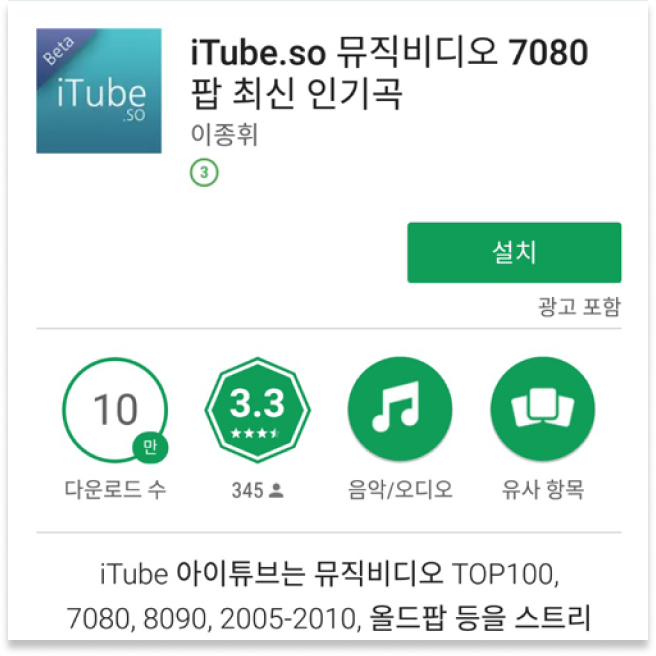 Beta
iTube
.so
iTube.so 뮤직비디오 7080
팝 최신 인기곡
이종휘
3
설치
광고 포함
10
만
3.3
다운로드 수
345
음악/오디오
유사 항목
iTube 아이튜브는 뮤직비디오 TOP100,
7080, 8090, 2005-2010, 올드팝 등을 스트리